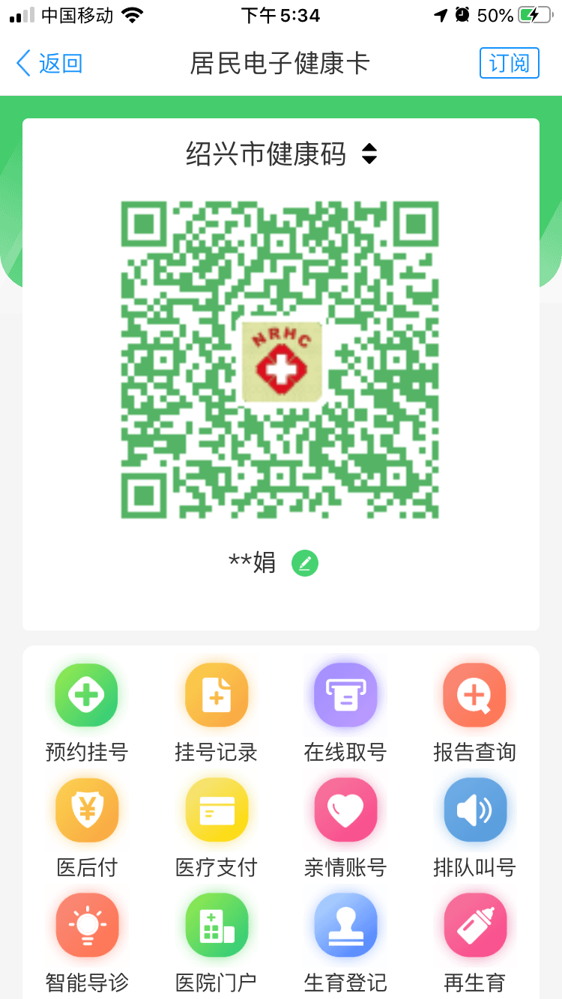 中国移动 下午5:34 50%
返回 居民电子健康卡 订阅
绍兴市健康码
NRHC
**娟
预约挂号 挂号记录 在线取号 报告查询
¥
医后付 医疗支付 亲情账号 排队叫号
智能导诊 医院门户 生育登记 再生育